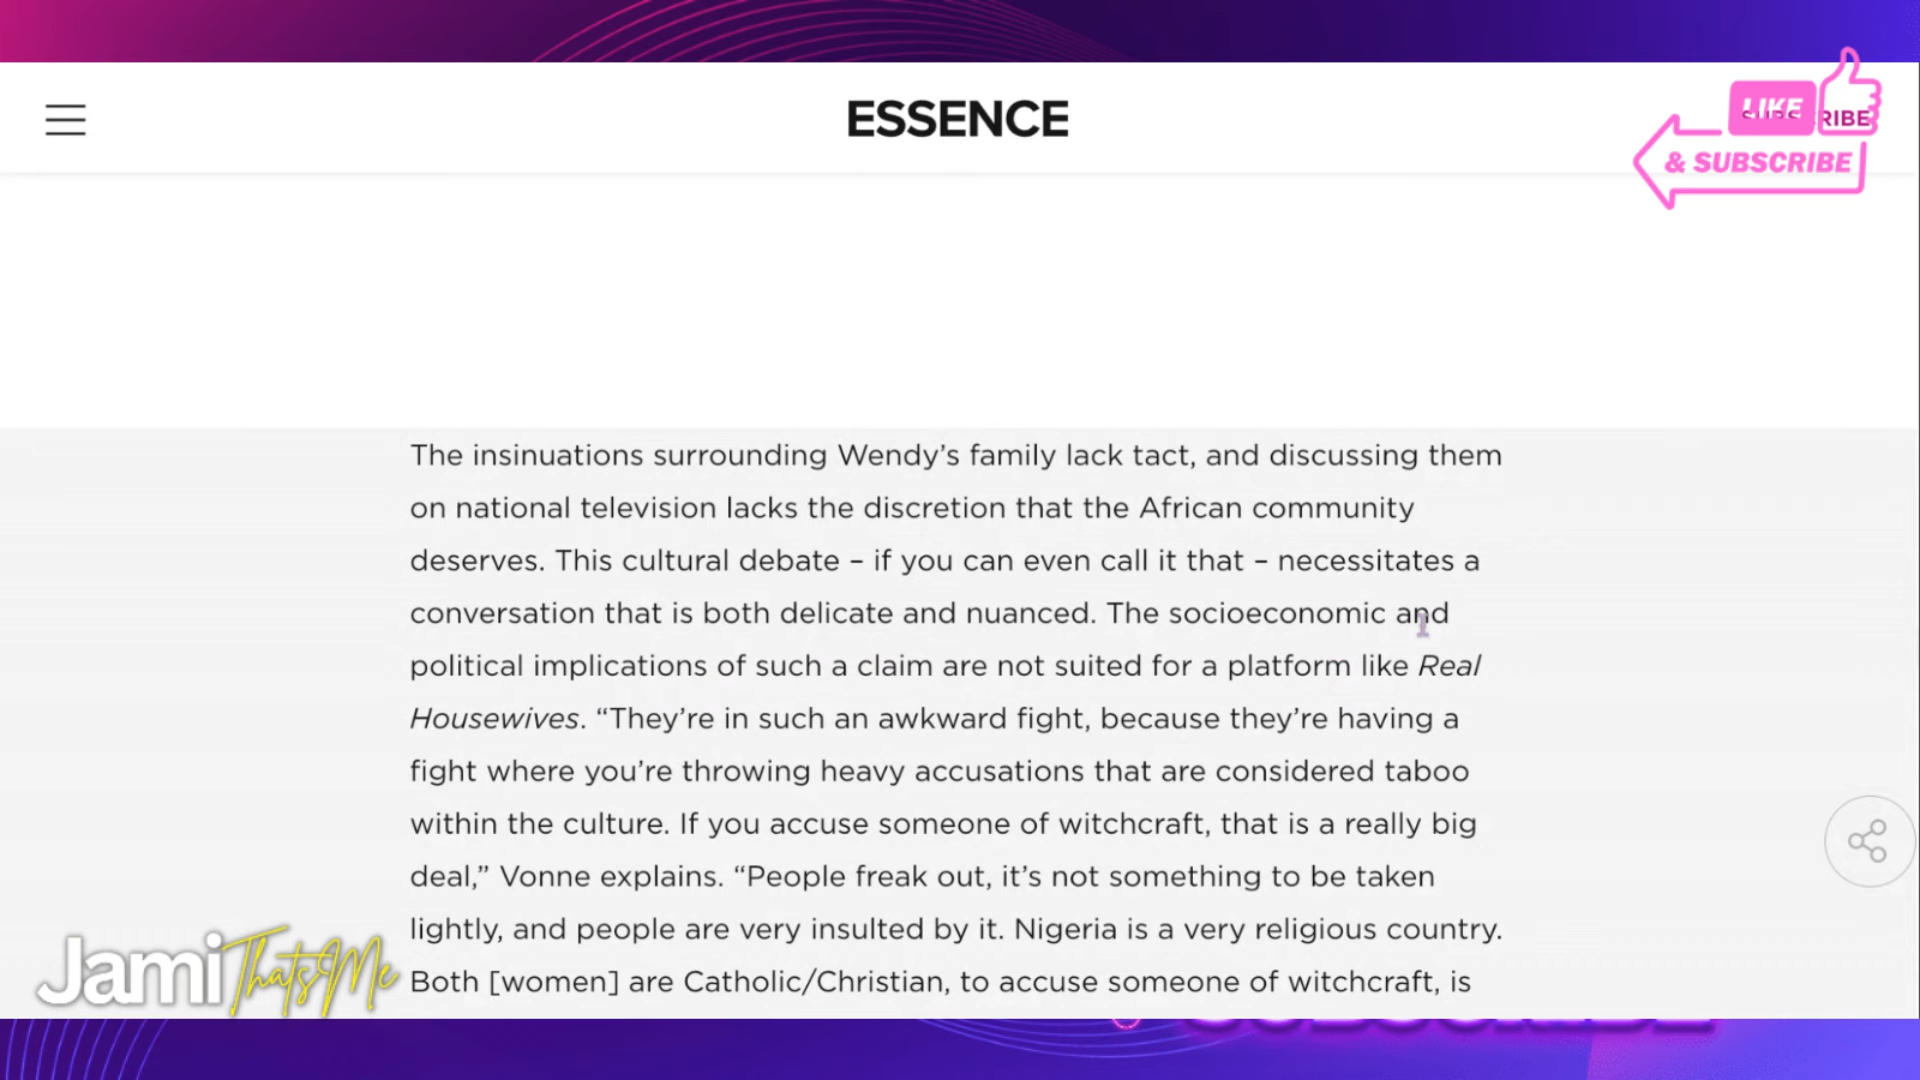 ESSENCE
LIKE
RIBE
& SUBSCRIBE
The insinuations surrounding Wendy’s family lack tact, and discussing them
on national television lacks the discretion that the African community
deserves. This cultural debate – if you can even call it that – necessitates a
conversation that is both delicate and nuanced. The socioeconomic and
political implications of such a claim are not suited for a platform like Real
Housewives. “They’re in such an awkward fight, because they’re having a
fight where you’re throwing heavy accusations that are considered taboo
within the culture. If you accuse someone of witchcraft, that is a really big
deal,” Vonne explains. “People freak out, it’s not something to be taken
lightly, and people are very insulted by it. Nigeria is a very religious country.
Both [women] are Catholic/Christian, to accuse someone of witchcraft, is
Jami ThatsMe